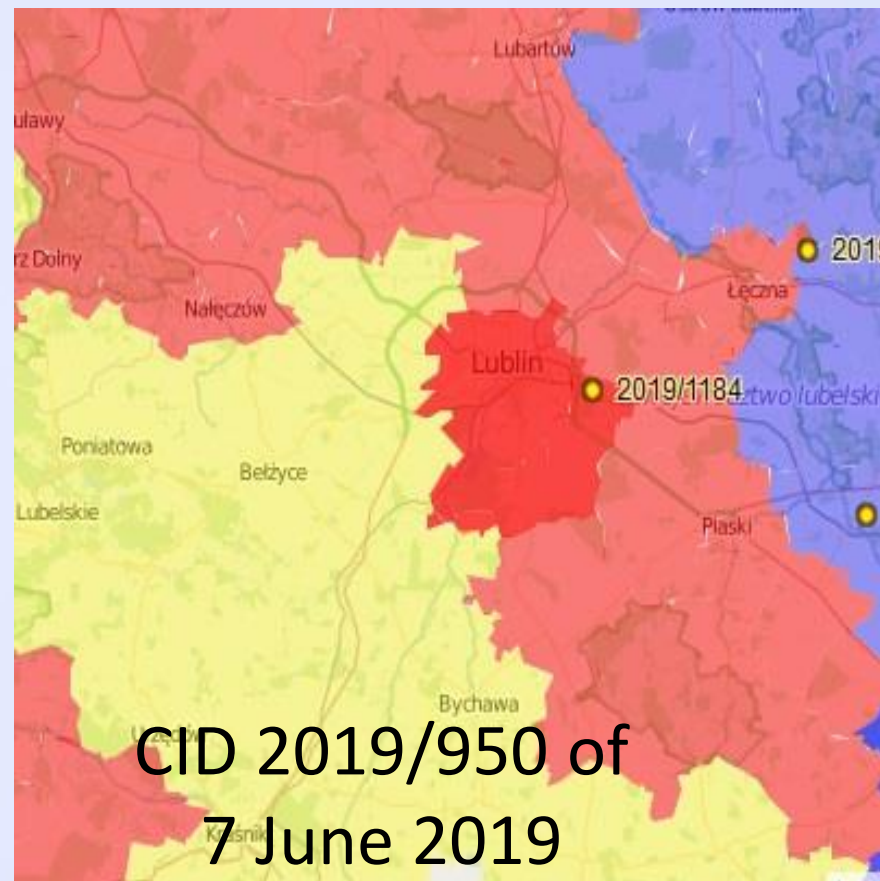 Lubartów
uławy
2019
rz Dolny
Łęczna
Nałęczów
Lublin
2019/1184
ztwo lubelski
Poniatowa
Bełżyce
Lubelskie
Piaski
Bychawa
CID 2019/950 of
7 June 2019